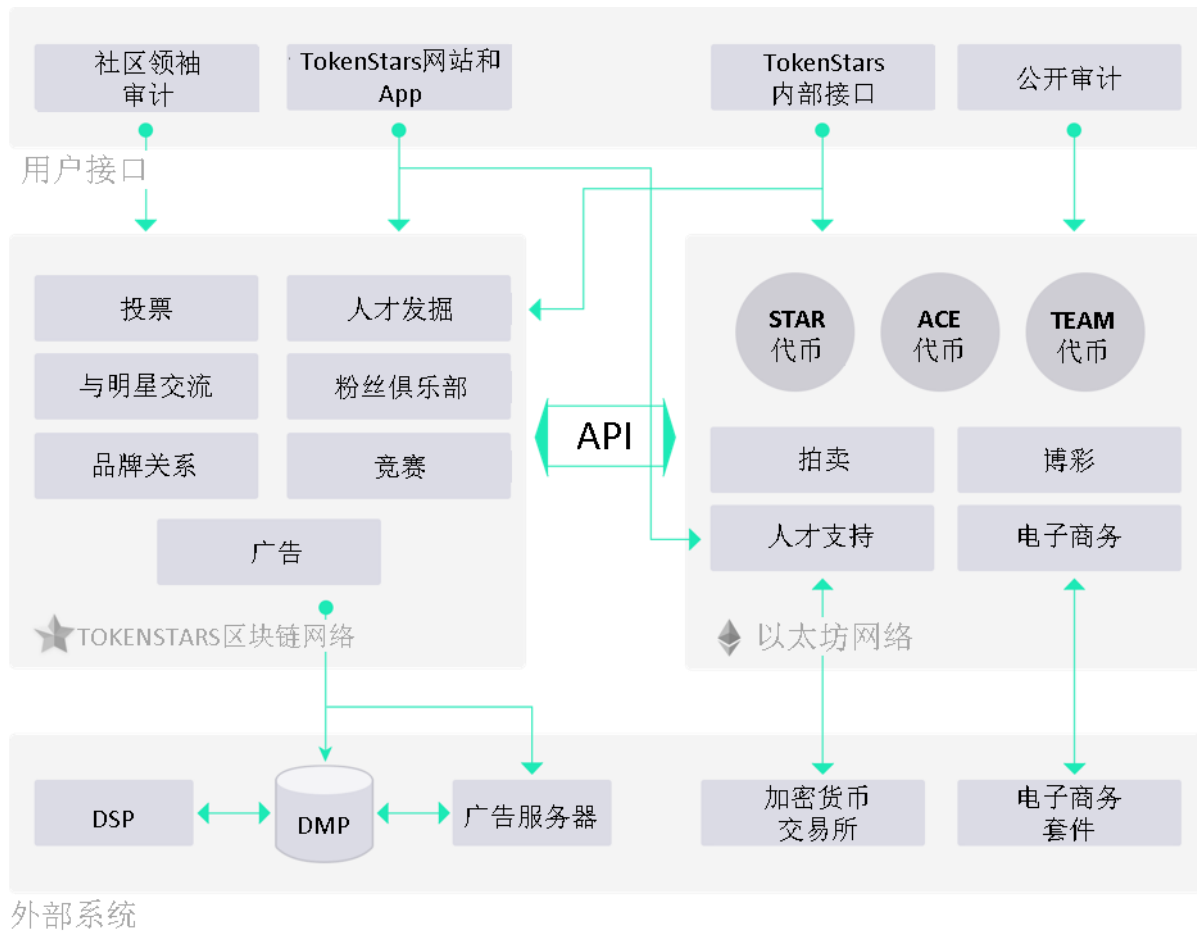 社区领袖
审计
TokenStars网站和
App
TokenStars
内部接口
公开审计
用户接口
投票
人才发掘
与明星交流
粉丝俱乐部
品牌关系
竞赛
广告
TOKENSTARS区块链网络
API
STAR
代币
ACE
代币
TEAM
代币
拍卖
博彩
人才支持
电子商务
以太坊网络
DSP
DMP
广告服务器
加密货币
交易所
电子商务
套件
外部系统